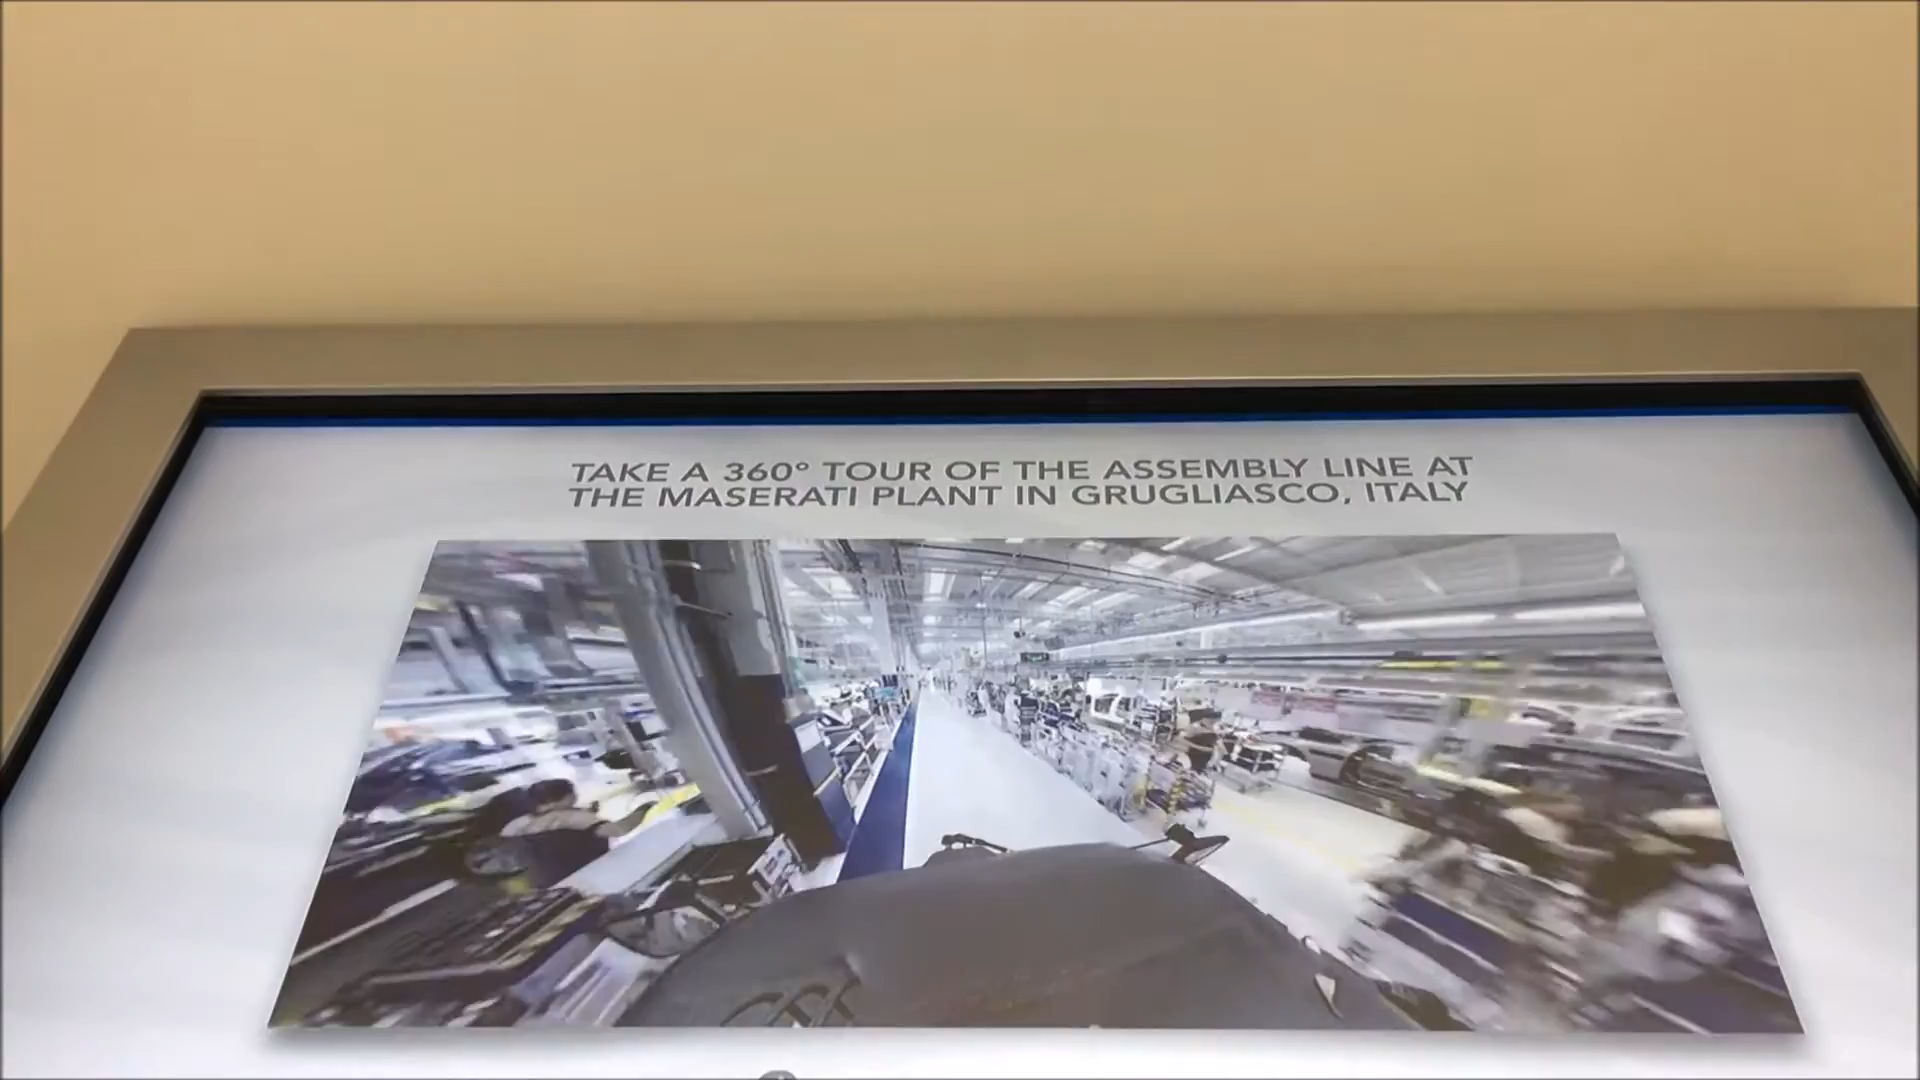 TAKE A 360° TOUR OF THE ASSEMBLY LINE AT
THE MASERATI PLANT IN GRUGLIASCO, ITALY